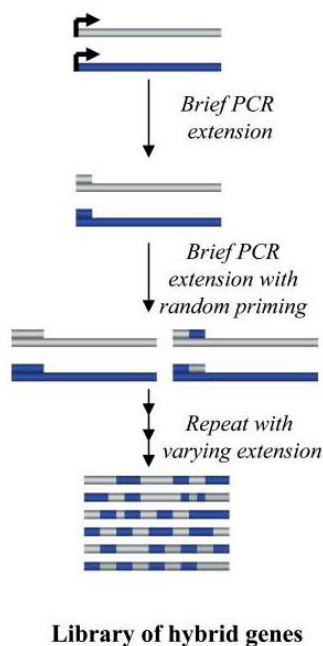 Brief PCR
extension
Brief PCR
extension with
random priming
Repeat with
varying extension
Library of hybrid genes